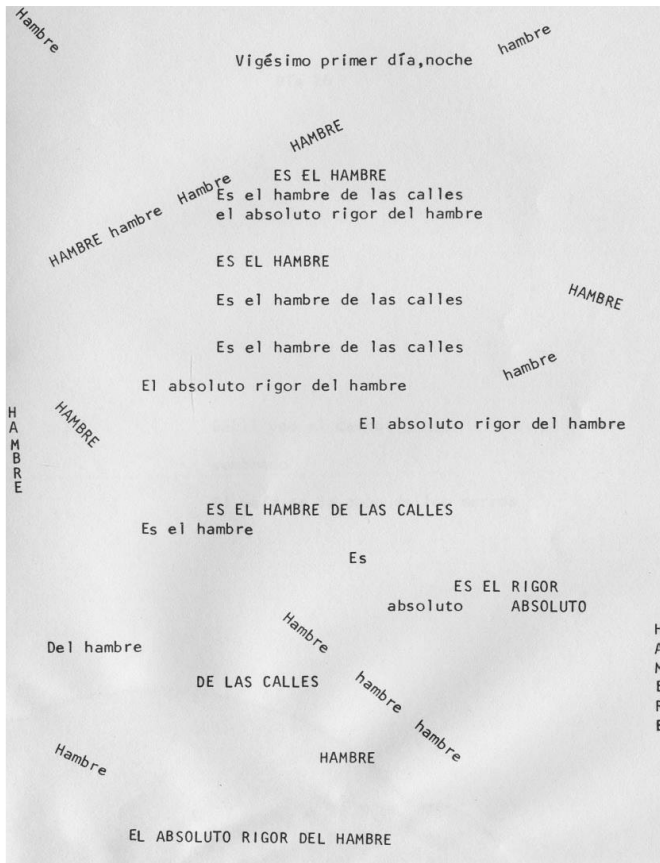 Hambre
hambre
Vigésimo primer día,noche
HAMBRE
ES EL HAMBRE
Hambre
Es el hambre de las calles
hambre
el absoluto rigor del hambre
HAMBRE
ES EL HAMBRE
HAMBRE
Es el hambre de las calles
Es el hambre de las calles
hambre
El absoluto rigor del hambre
HAMBRE
HAMBRE
El absoluto rigor del hambre
ES EL HAMBRE DE LAS CALLES
Es el hambre
Es
ES EL RIGOR
absoluto ABSOLUTO
Hambre
Del hambre
HAMBRE
DE LAS CALLES
hambre
hambre
Hambre
HAMBRE
EL ABSOLUTO RIGOR DEL HAMBRE